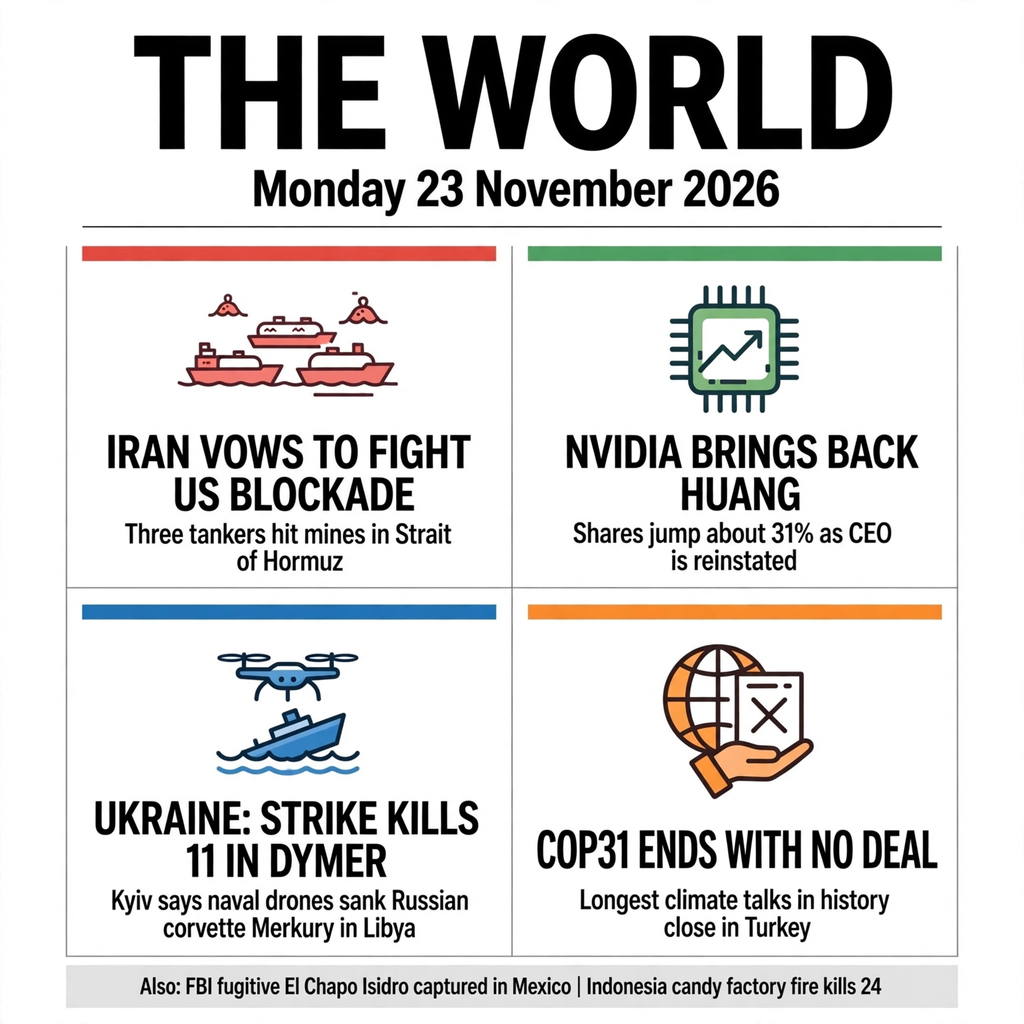 THE WORLD
Monday 23 November 2026
IRAN VOWS TO FIGHT
US BLOCKADE
Three tankers hit mines in Strait
of Hormuz
NVIDIA BRINGS BACK
HUANG
Shares jump about 31% as CEO
is reinstated
UKRAINE: STRIKE KILLS
11 IN DYMER
Kyiv says naval drones sank Russian
corvette Merkury in Libya
COP31 ENDS WITH NO DEAL
Longest climate talks in history
close in Turkey
Also: FBI fugitive El Chapo Isidro captured in Mexico | Indonesia candy factory fire kills 24